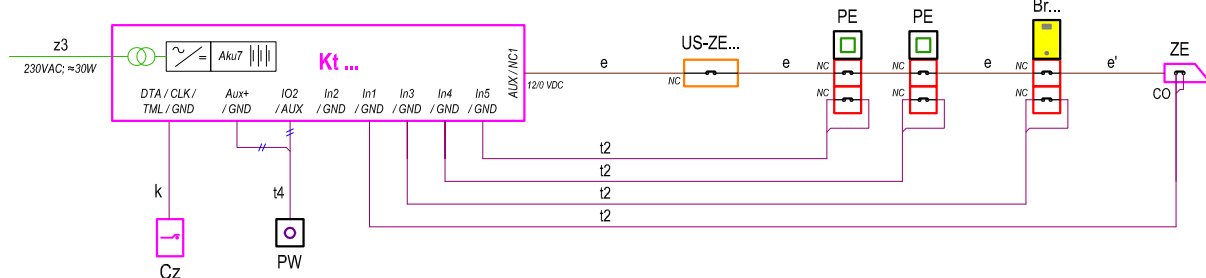 Br...
PE
PE
z3
US-ZE...
ZE
230VAC; ≈30W
Aku7
Kt ...
AUX / NC1
e
e
e
e'
NC
NC
NC
NC
12/0 VDC
CO
DTA / CLK /
TML / GND
Aux+
/ GND
IO2
/ AUX
In2
/ GND
In1
/ GND
In3
/ GND
In4
/ GND
In5
/ GND
NC
NC
NC
t2
t2
t2
t2
k
t4
Cz
PW